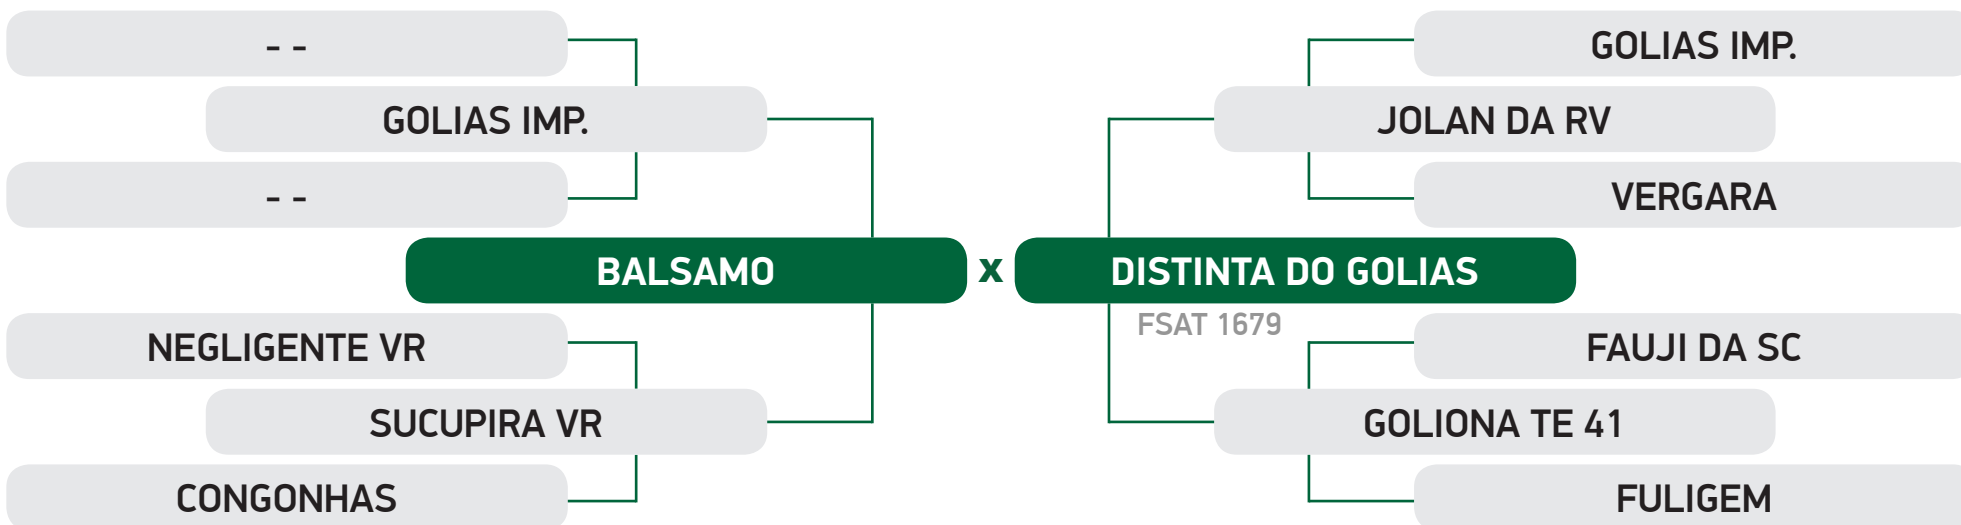 - -
GOLIAS IMP.
GOLIAS IMP.
JOLAN DA RV
- -
VERGARA
BALSAMO x DISTINTA DO GOLIAS
FSAT 1679
NEGLIGENTE VR
FAUJI DA SC
SUCUPIRA VR
GOLIONA TE 41
CONGONHAS
FULIGEM